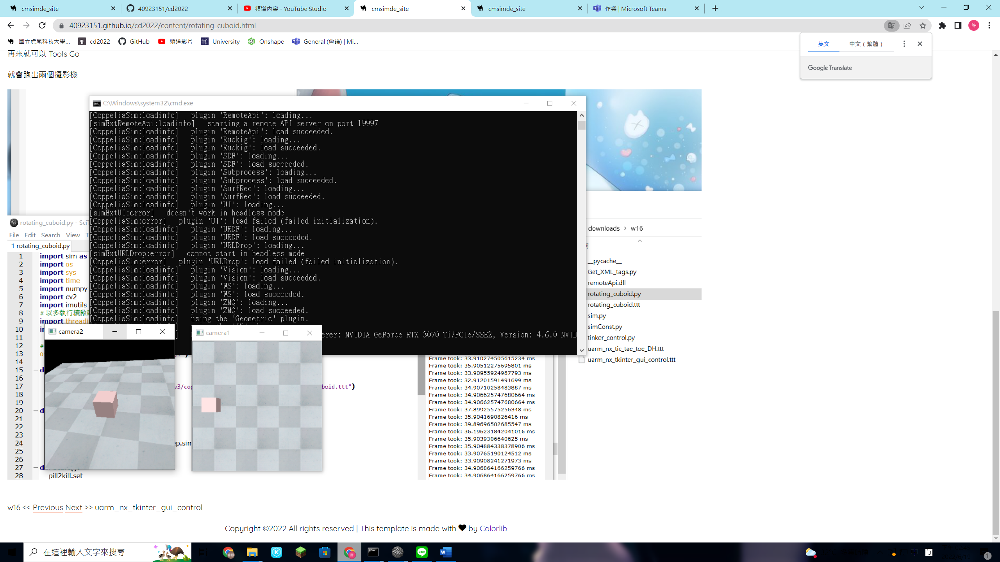 cmsimde_site
40923151/cd2022
頻道內容 - YouTube Studio
cmsimde_site
cmsimde_site
作業 | Microsoft Teams
40923151.github.io/cd2022/content/rotating_cuboid.html
國立虎尾科技大學...
cd2022
GitHub
頻道影片
University
Onshape
General (會議) | Mi...
英文
中文 ( 繁體 )
Google Translate
再來就可以 Tools Go
就會跑出兩個攝影機
C:\Windows\system32\cmd.exe
[CoppeliaSim:loadinfo] plugin 'RemoteApi': loading...
[simExtRemoteApi:loadinfo] starting a remote API server on port 19997
[CoppeliaSim:loadinfo] plugin 'RemoteApi': load succeeded.
[CoppeliaSim:loadinfo] plugin 'Ruckig': loading...
[CoppeliaSim:loadinfo] plugin 'Ruckig': load succeeded.
[CoppeliaSim:loadinfo] plugin 'SDF': loading...
[CoppeliaSim:loadinfo] plugin 'SDF': load succeeded.
[CoppeliaSim:loadinfo] plugin 'Subprocess': loading...
[CoppeliaSim:loadinfo] plugin 'Subprocess': load succeeded.
[CoppeliaSim:loadinfo] plugin 'SurfRec': loading...
[CoppeliaSim:loadinfo] plugin 'SurfRec': load succeeded.
[CoppeliaSim:loadinfo] plugin 'UI': loading...
[simExtUI:error] doesn't work in headless mode
[CoppeliaSim:error] plugin 'UI': load failed (failed initialization).
[CoppeliaSim:loadinfo] plugin 'URDF': loading...
[CoppeliaSim:loadinfo] plugin 'URDF': load succeeded.
[CoppeliaSim:loadinfo] plugin 'URLDrop': loading...
[simExtURLDrop:error] cannot start in headless mode
[CoppeliaSim:error] plugin 'URLDrop': load failed (failed initialization).
[CoppeliaSim:loadinfo] plugin 'Vision': loading...
[CoppeliaSim:loadinfo] plugin 'Vision': load succeeded.
[CoppeliaSim:loadinfo] plugin 'WS': loading...
[CoppeliaSim:loadinfo] plugin 'WS': load succeeded.
[CoppeliaSim:loadinfo] plugin 'ZMQ': loading...
[CoppeliaSim:loadinfo] plugin 'ZMQ': load succeeded.
[CoppeliaSim:loadinfo] using the 'Geometric' plugin.
erer: NVIDIA GeForce RTX 3070 Ti/PCIe/SSE2, Version: 4.6.0 NVID
rotating_cuboid.py - SciT
File Edit Search View T
1 rotating_cuboid.py
1 import sim as
2 import os
3 import sys
4 import time
5 import numpy
6 import cv2
7 import imutils
8 # 以多執行續啟
9 import threadin
10 im
11
12 #
13 os
14
15 d
16
17 v3/cop boid.ttt")
18
19
20 d
21
22
23
24 ep.sim
25
26
27 d
28 pill2kill.set
camera2
camera1
downloads > w16
__pycache__
Get_XML_tags.py
remoteApi.dll
rotating_cuboid.py
rotating_cuboid.ttt
sim.py
simConst.py
tinker_control.py
uarm_nx_tic_tae_toe_DH.ttt
uarm_nx_tkinter_gui_control.ttt
Frame took: 33.910274505615234 ms
Frame took: 35.90512275695801 ms
Frame took: 33.90955924987793 ms
Frame took: 32.91201591491699 ms
Frame took: 34.90710258483887 ms
Frame took: 34.906625747680664 ms
Frame took: 34.906625747680664 ms
Frame took: 37.89925575256348 ms
Frame took: 35.9041690826416 ms
Frame took: 39.89696502685547 ms
Frame took: 36.196231842041016 ms
Frame took: 35.9039306640625 ms
Frame took: 35.904884338378906 ms
Frame took: 33.90765190124512 ms
Frame took: 33.90908241271973 ms
Frame took: 34.906864166259766 ms
Frame took: 34.906864166259766 ms
w16 << Previous Next >> uarm_nx_tkinter_gui_control
Copyright ©2022 All rights reserved | This template is made with ♥ by Colorlib
在這裡輸入文字來搜尋
中
1